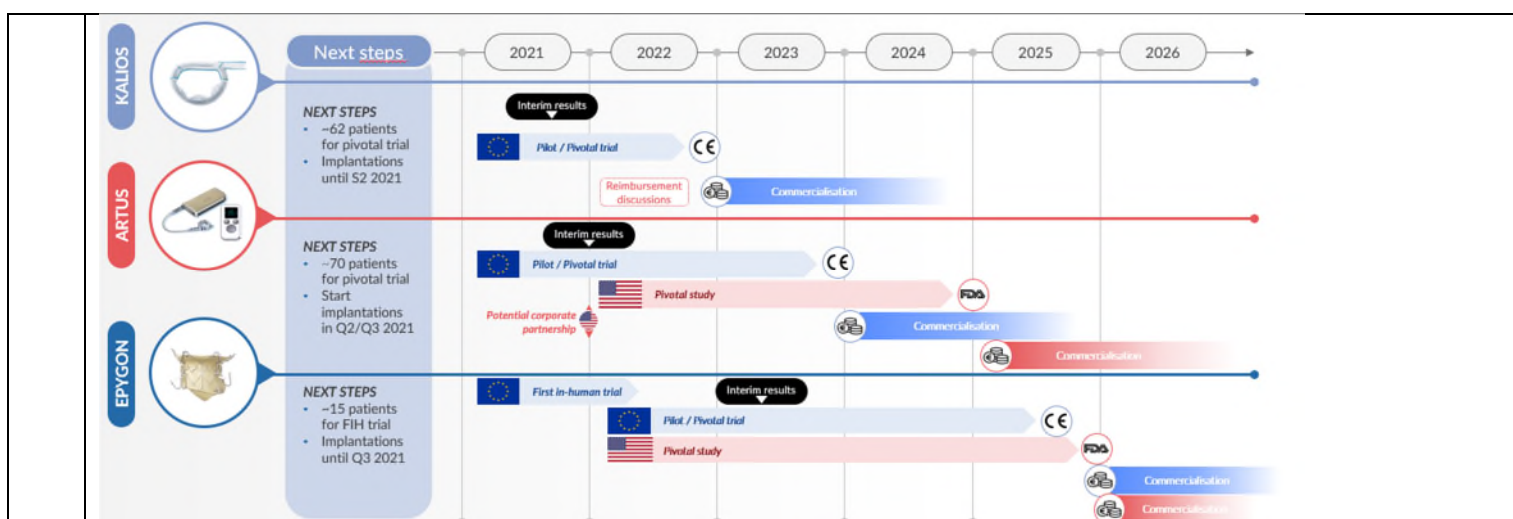 Next steps
2021
2022
2023
2024
2025
2026
KALIOS
NEXT STEPS
• ~62 patients
for pivotal trial
• Implantations
until S2 2021
Interim results
Pilot / Pivotal trial
CE
Reimbursement
discussions
Commercialisation
ARTUS
NEXT STEPS
• ~70 patients
for pivotal trial
• Start
implantations
in Q2/Q3 2021
Interim results
Pilot / Pivotal trial
CE
Pivotal study
FDA
Potential corporate
partnership
Commercialisation
Commercialisation
EPYGON
NEXT STEPS
• ~15 patients
for FIH trial
• Implantations
until Q3 2021
First in-human trial
Interim results
Pilot / Pivotal trial
CE
Pivotal study
FDA
Commercialisation
Commercialisation